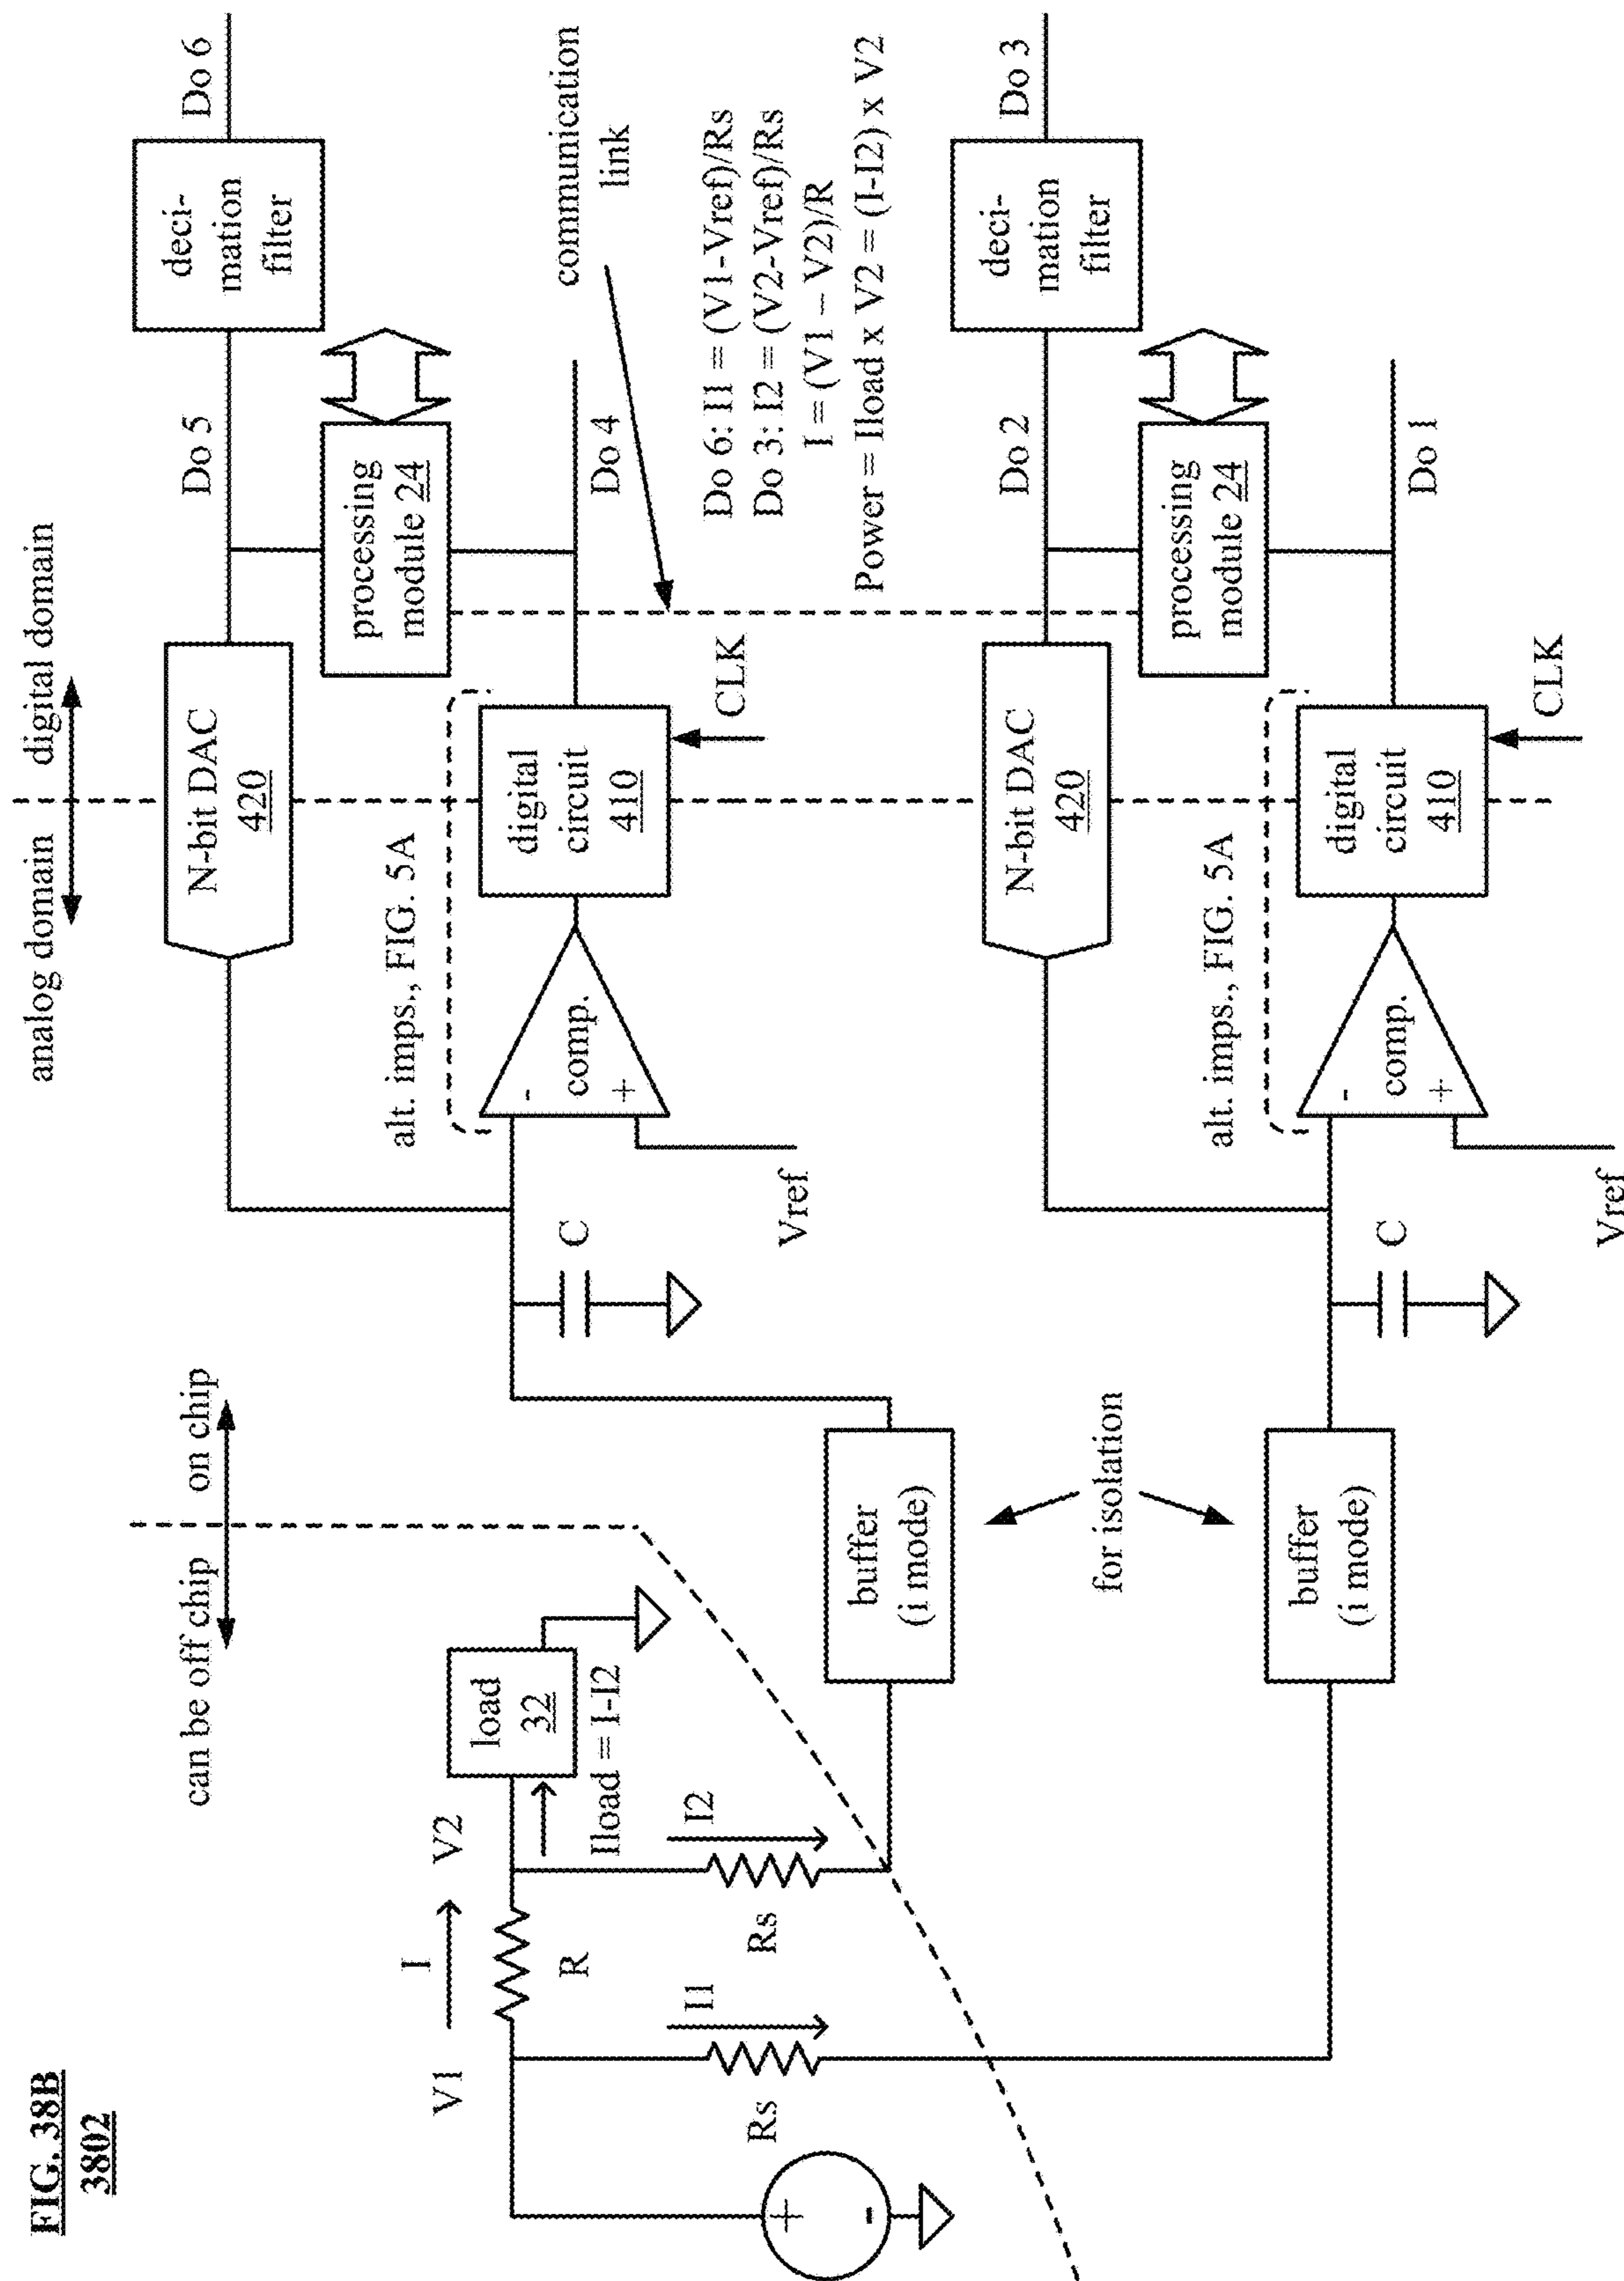 FIG. 38B
3802
analog domain
digital domain
can be off chip
on chip
N-bit DAC
420
Do 5
deci-
mation
filter
Do 6
processing
module 24
alt. imps., FIG. 5A
V1
I
V2
R
load
32
Iload = I-I2
C
-
comp.
+
Vref
digital
circuit
410
CLK
Do 4
communication
link
Rs
I1
Rs
I2
+
-
buffer
(i mode)
for isolation
Do 6: I1 = (V1-Vref)/Rs
Do 3: I2 = (V2-Vref)/Rs
I = (V1 – V2)/R
Power = Iload x V2 = (I-I2) x V2
N-bit DAC
420
Do 2
deci-
mation
filter
Do 3
processing
module 24
alt. imps., FIG. 5A
buffer
(i mode)
C
-
comp.
+
Vref
digital
circuit
410
CLK
Do 1